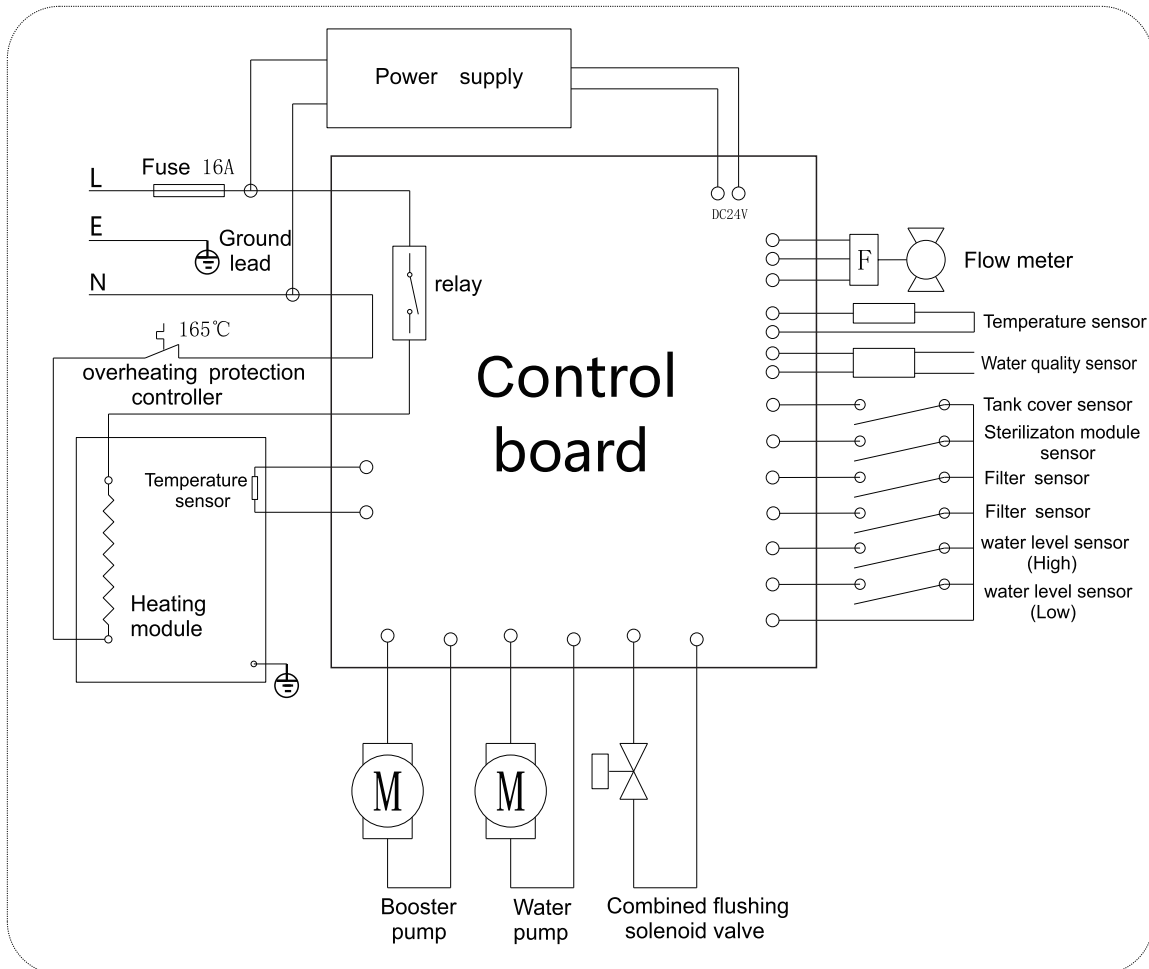 Power supply
Fuse 16A
L
E
Ground
lead
N
165℃
overheating protection
controller
relay
DC24V
F
Flow meter
Temperature sensor
Water quality sensor
Control
board
Tank cover sensor
Sterilizaton module
sensor
Filter sensor
Filter sensor
water level sensor
(High)
water level sensor
(Low)
Temperature
sensor
Heating
module
M
M
Booster
pump
Water
pump
Combined flushing
solenoid valve